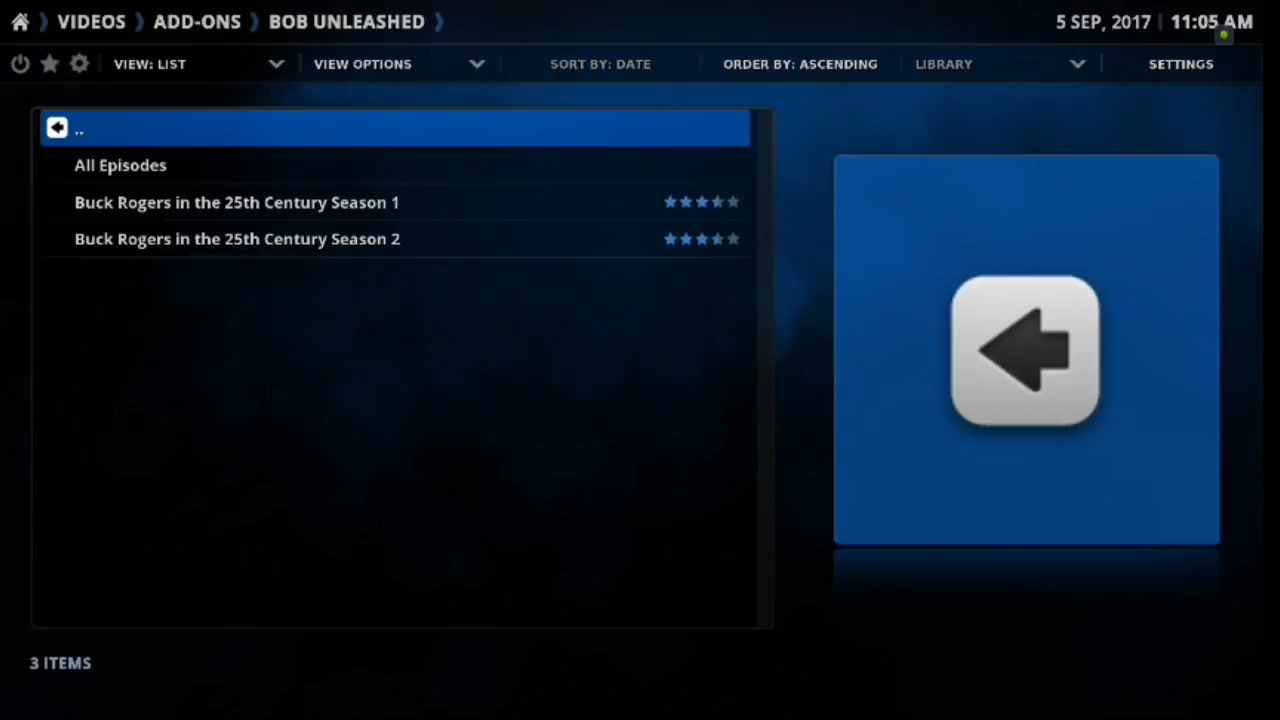 VIDEOS ADD-ONS BOB UNLEASHED 5 SEP, 2017 11:05 AM
VIEW: LIST VIEW OPTIONS SORT BY: DATE ORDER BY: ASCENDING LIBRARY SETTINGS
..
All Episodes
Buck Rogers in the 25th Century Season 1
Buck Rogers in the 25th Century Season 2
3 ITEMS